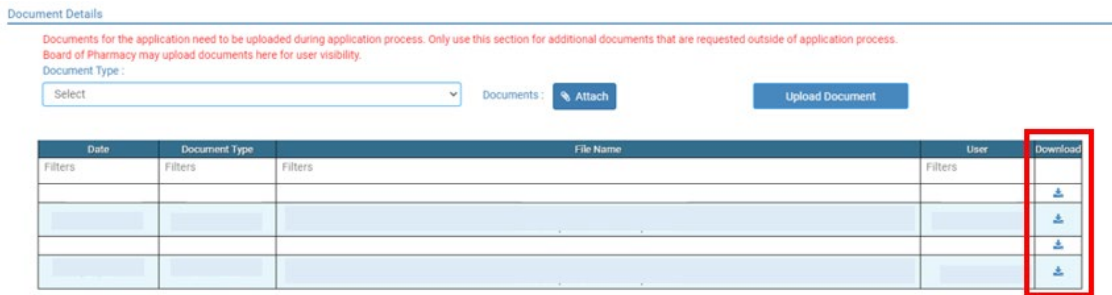 Document Details
Documents for the application need to be uploaded during application process. Only use this section for additional documents that are requested outside of application process.
Board of Pharmacy may upload documents here for user visibility.
Document Type :
Select Documents : Attach Upload Document
Date Document Type File Name User Download
Filters Filters Filters Filters